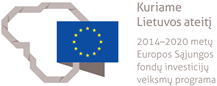 Kuriame
Lietuvos ateitį
2014–2020 metų
Europos Sąjungos
fondų investicijų
veiksmų programa